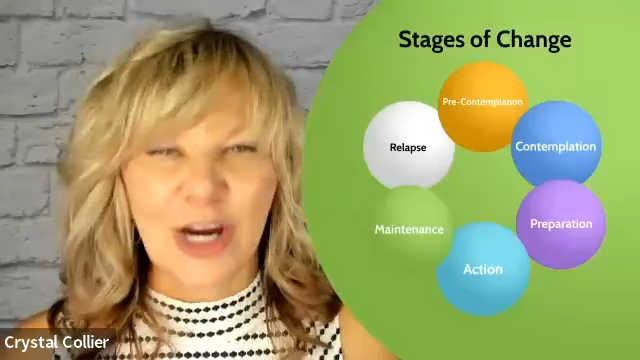 Stages of Change
Pre-Contemplation
Relapse
Contemplation
Maintenance
Preparation
Action
Crystal Collier